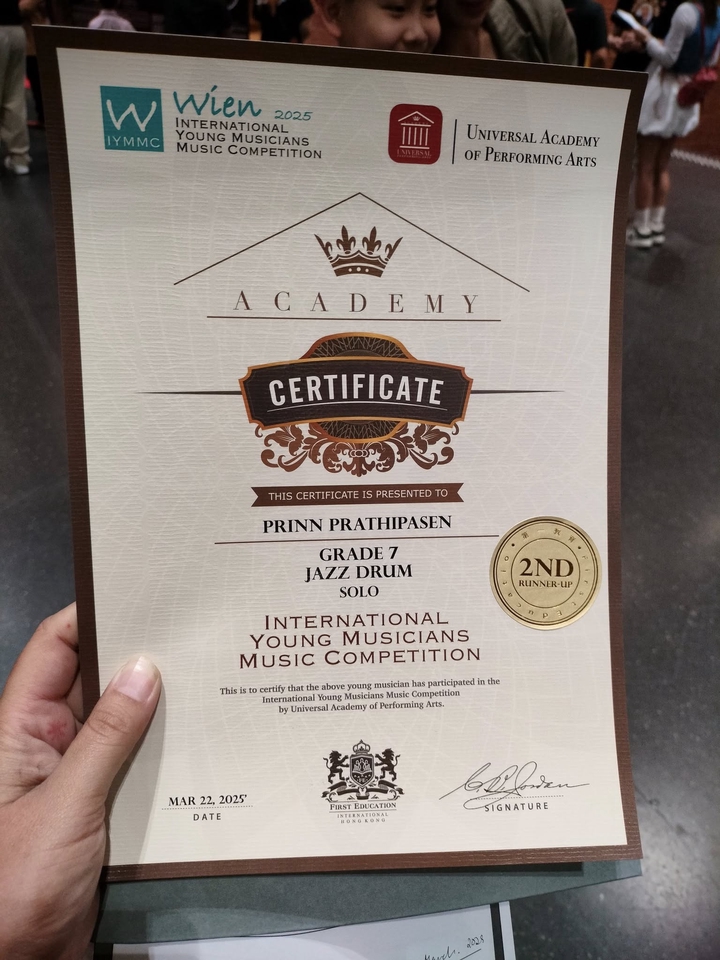 W
IYMMC
Wien 2025
INTERNATIONAL
YOUNG MUSICIANS
MUSIC COMPETITION
UNIVERSAL
UNIVERSAL ACADEMY
OF PERFORMING ARTS
ACADEMY
CERTIFICATE
THIS CERTIFICATE IS PRESENTED TO
PRINN PRATHIPASEN
GRADE 7
JAZZ DRUM
SOLO
2ND
RUNNER-UP
INTERNATIONAL
YOUNG MUSICIANS
MUSIC COMPETITION
This is to certify that the above young musician has participated in the
International Young Musicians Music Competition
by Universal Academy of Performing Arts.
MAR 22, 2025'
DATE
FIRST EDUCATION
INTERNATIONAL
HONG KONG
SIGNATURE